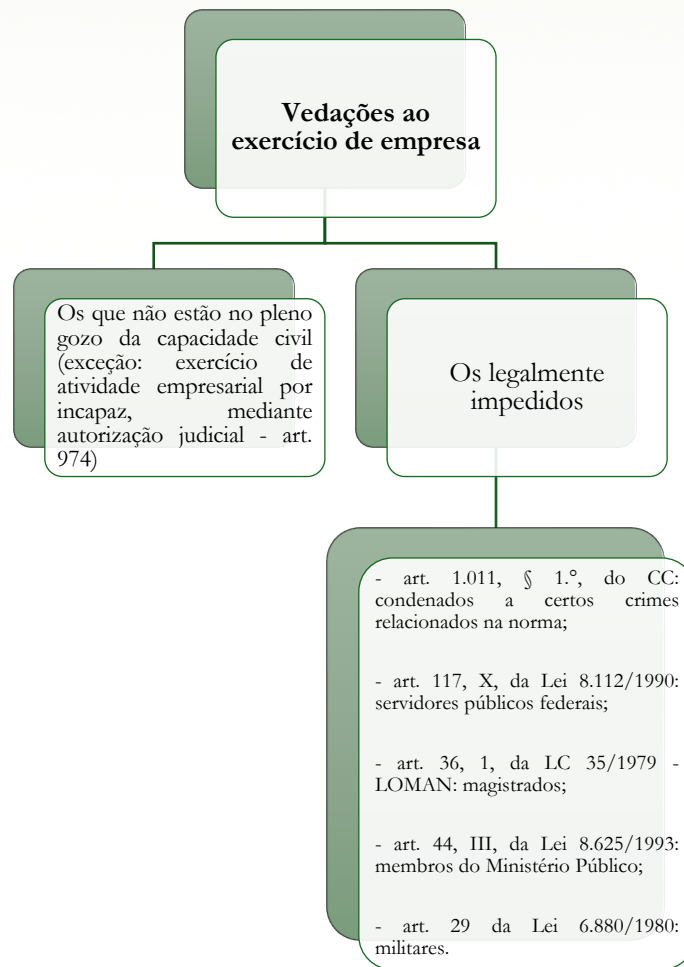 Vedações ao
exercício de empresa
Os que não estão no pleno
gozo da capacidade civil
(exceção: exercício de
atividade empresarial por
incapaz, mediante
autorização judicial - art.
974)
Os legalmente
impedidos
- art. 1.011, § 1.°, do CC:
condenados a certos crimes
relacionados na norma;
- art. 117, X, da Lei 8.112/1990:
servidores públicos federais;
- art. 36, 1, da LC 35/1979 -
LOMAN: magistrados;
- art. 44, III, da Lei 8.625/1993:
membros do Ministério Público;
- art. 29 da Lei 6.880/1980:
militares.